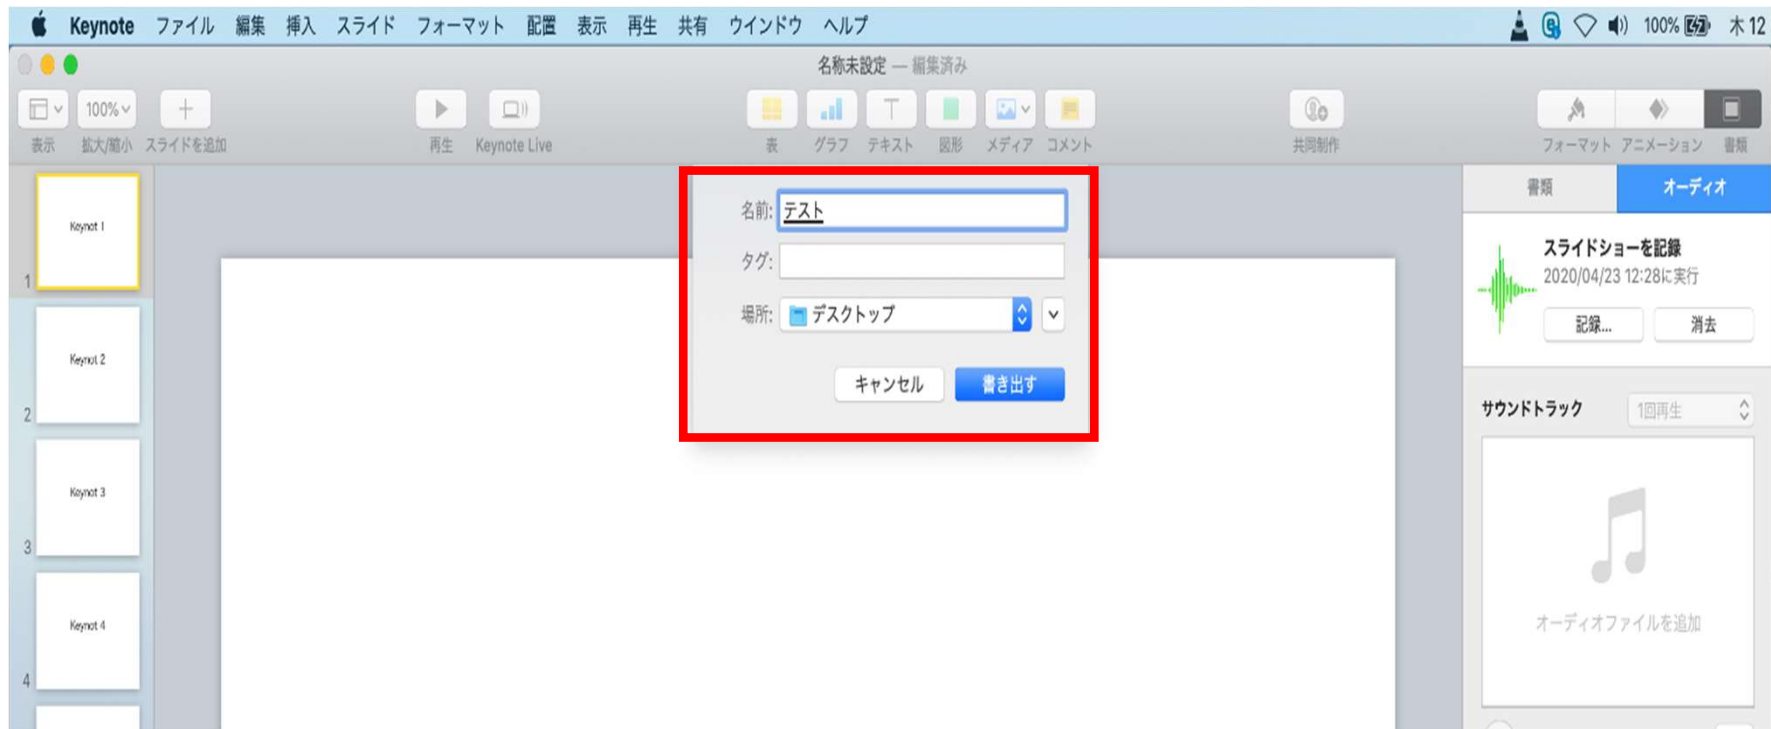 Keynote ファイル 編集 挿入 スライド フォーマット 配置 表示 再生 共有 ウインドウ ヘルプ 100% 木 12
名称未設定 — 編集済み
100%
表示 拡大/縮小 スライドを追加 再生 Keynote Live 表 グラフ テキスト 図形 メディア コメント 共同制作 フォーマット アニメーション 書類
書類 オーディオ
名前: テスト
タグ:
場所: デスクトップ
キャンセル 書き出す
スライドショーを記録
2020/04/23 12:28に実行
記録... 消去
サウンドトラック 1回再生
オーディオファイルを追加
Keynot 1
1
Keynot 2
2
Keynot 3
3
Keynot 4
4